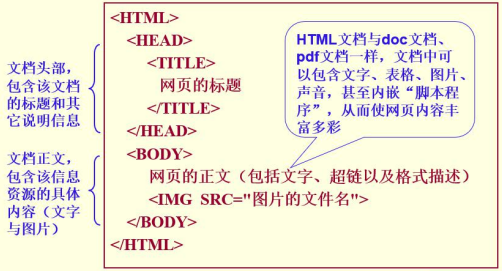 <HTML>
<HEAD>
<TITLE>
网页的标题
</TITLE>
</HEAD>
<BODY>
网页的正文（包括文字、超链以及格式描述）
<IMG SRC="图片的文件名">
</BODY>
</HTML>
文档头部，
包含该文档
的标题和其
它说明信息
文档正文，
包含该信息
资源的具体
内容（文字
与图片）
HTML文档与doc文档、
pdf文档一样，文档中可
以包含文字、表格、图片、
声音，甚至内嵌“脚本程
序”，从而使网页内容丰
富多彩